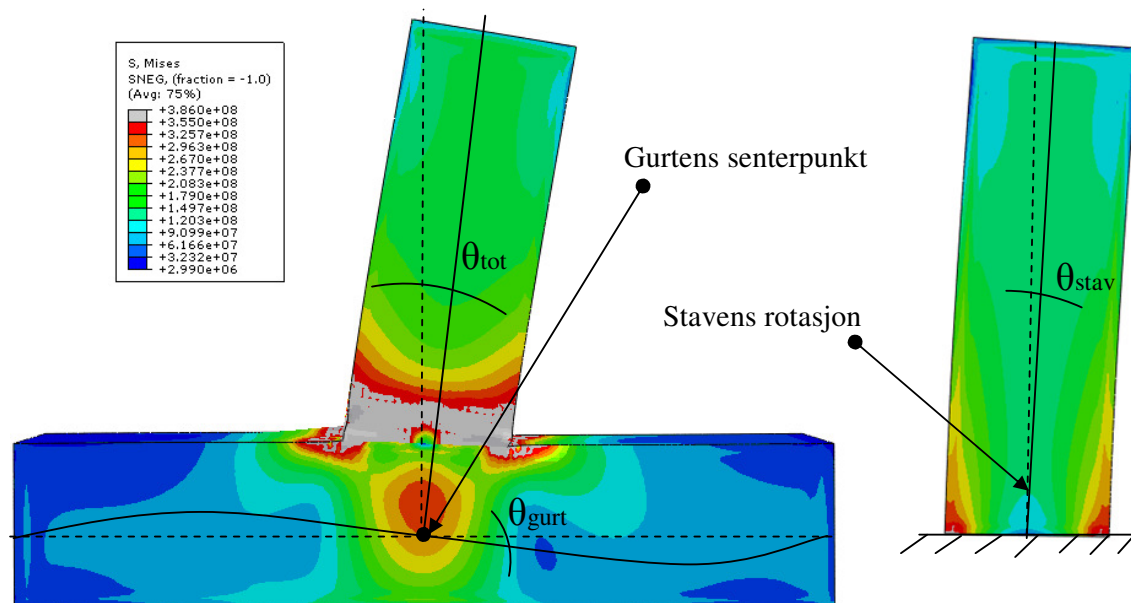 S, Mises
SNEG, (fraction = -1.0)
(Avg: 75%)
+3.860e+08
+3.550e+08
+3.257e+08
+2.963e+08
+2.670e+08
+2.377e+08
+2.083e+08
+1.790e+08
+1.497e+08
+1.203e+08
+9.099e+07
+6.166e+07
+3.232e+07
+2.990e+06
Gurtens senterpunkt
θtot
θstav
Stavens rotasjon
θgurt